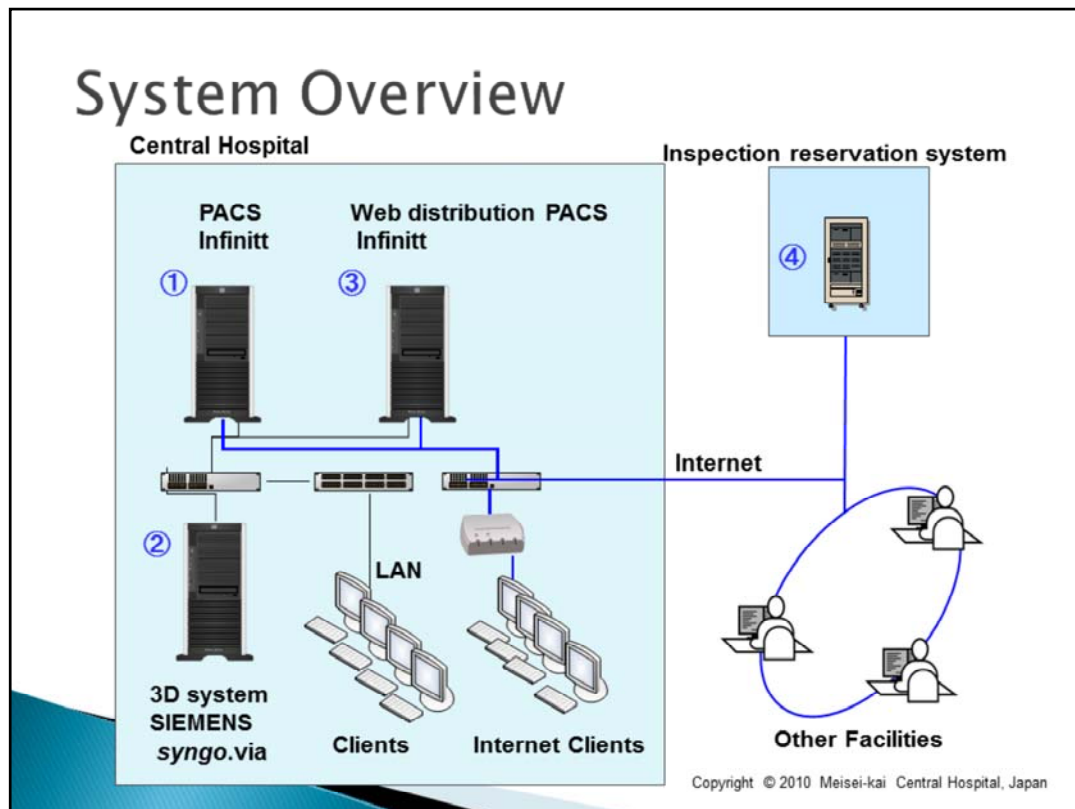 System Overview
Central Hospital
Inspection reservation system
PACS
Infinitt
Web distribution PACS
Infinitt
①
③
④
Internet
②
LAN
3D system
SIEMENS
syngo.via
Clients
Internet Clients
Other Facilities
Copyright © 2010 Meisei-kai Central Hospital, Japan